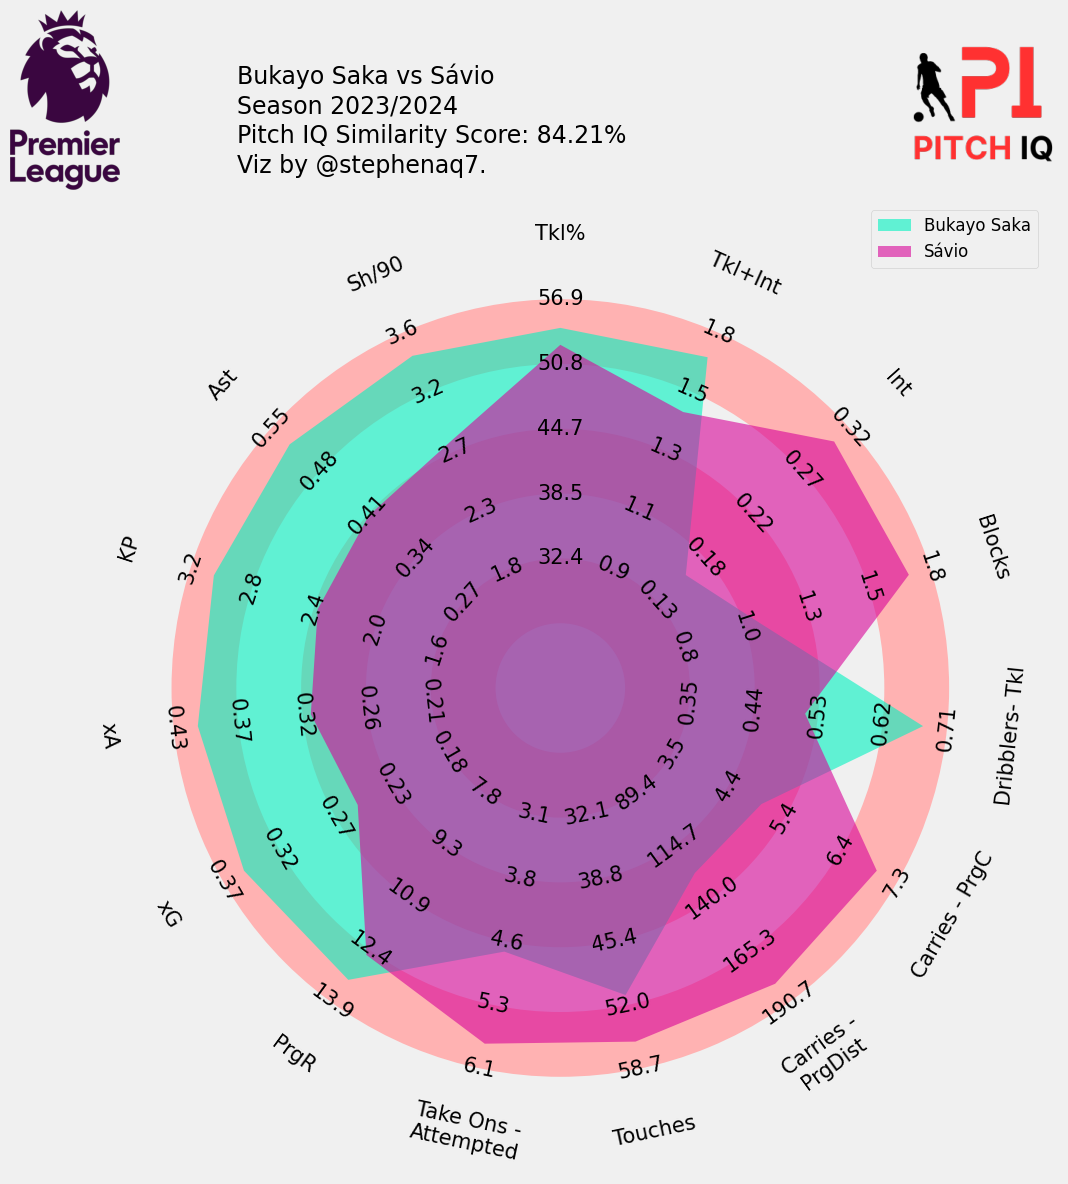 Premier
League
Bukayo Saka vs Sávio
Season 2023/2024
Pitch IQ Similarity Score: 84.21%
Viz by @stephenaq7.
PI
PITCH IQ
Bukayo Saka
Sávio
Tkl%
56.9
50.8
44.7
38.5
32.4
Tkl+Int
1.8
1.5
1.3
1.1
0.9
Int
0.32
0.27
0.22
0.18
0.13
Blocks
1.8
1.5
1.3
1.0
0.8
Dribblers- Tkl
0.71
0.62
0.53
0.44
0.35
Carries - PrgC
7.3
6.4
5.4
4.4
3.5
Carries -
PrgDist
190.7
165.3
140.0
114.7
89.4
Touches
58.7
52.0
45.4
38.8
32.1
Take Ons -
Attempted
6.1
5.3
4.6
3.8
3.1
PrgR
13.9
12.4
10.9
9.3
7.8
xG
0.37
0.32
0.27
0.23
0.18
xA
0.43
0.37
0.32
0.26
0.21
KP
3.2
2.8
2.4
2.0
1.6
Ast
0.55
0.48
0.41
0.34
0.27
Sh/90
3.6
3.2
2.7
2.3
1.8